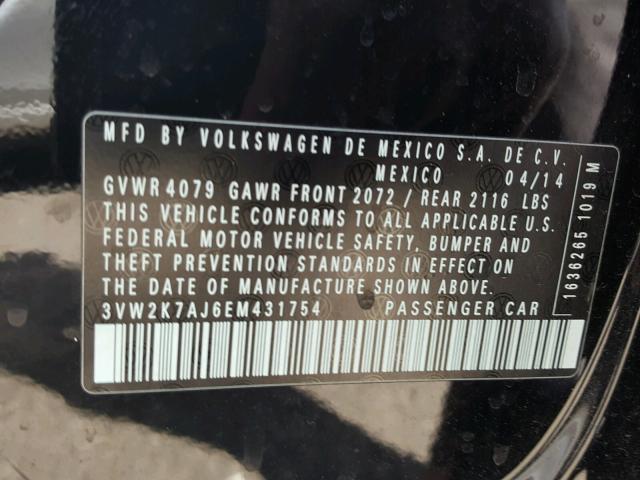 MFD BY VOLKSWAGEN DE MEXICO S.A. DE C.V.
MEXICO 04/14
GVWR 4079 GAWR FRONT 2072 / REAR 2116 LBS
THIS VEHICLE CONFORMS TO ALL APPLICABLE U.S.
FEDERAL MOTOR VEHICLE SAFETY, BUMPER AND
THEFT PREVENTION STANDARDS IN EFFECT ON
THE DATE OF MANUFACTURE SHOWN ABOVE.
3VW2K7AJ6EM431754 PASSENGER CAR
1636265 1019 M